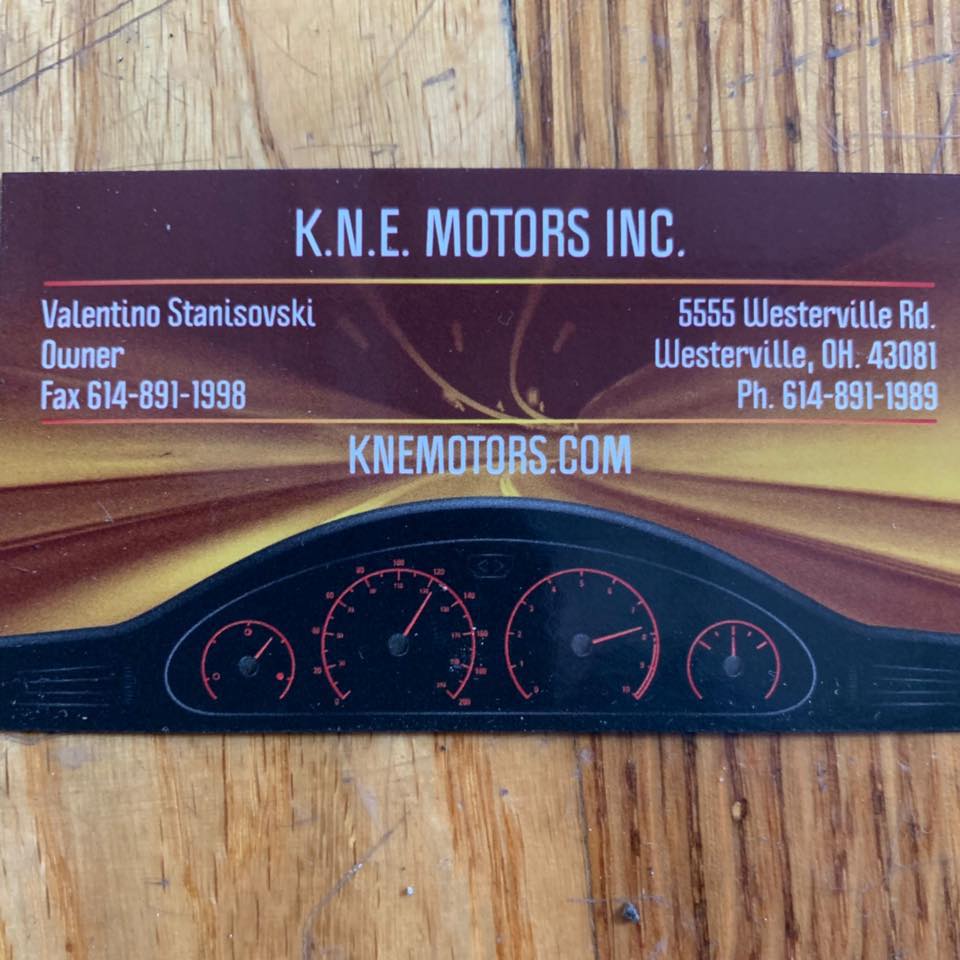 K.N.E. MOTORS INC.
Valentino Stanisovski
Owner
Fax 614-891-1998
5555 Westerville Rd.
Westerville, OH. 43081
Ph. 614-891-1989
KNEMOTORS.COM